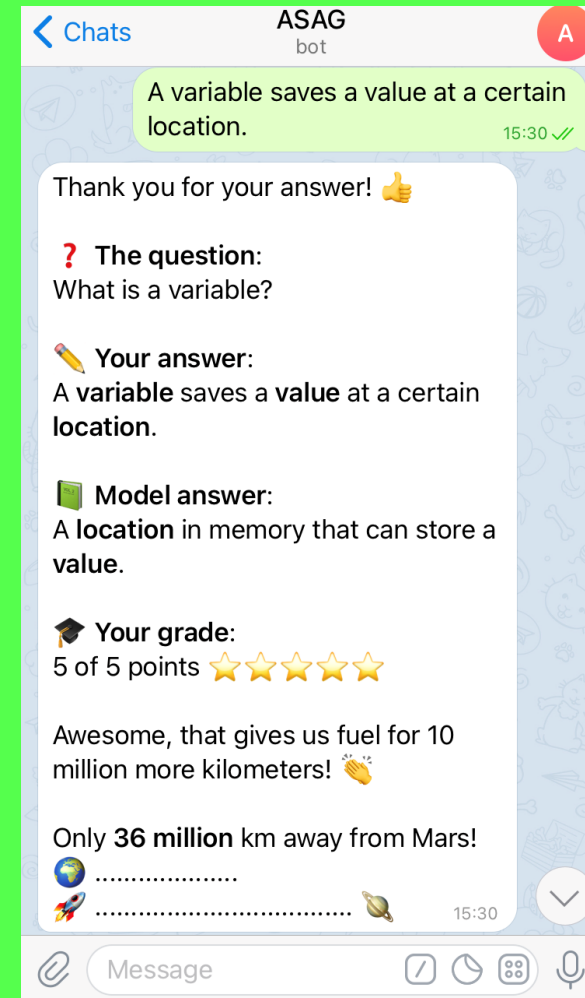 Chats
ASAG
bot
A
A variable saves a value at a certain
location.
15:30
Thank you for your answer! 👍
❓ The question:
What is a variable?
✏️ Your answer:
A variable saves a value at a certain
location.
📗 Model answer:
A location in memory that can store a
value.
🎓 Your grade:
5 of 5 points ⭐⭐⭐⭐⭐
Awesome, that gives us fuel for 10
million more kilometers! 👏
Only 36 million km away from Mars!
🌍 ...................
🚀 .................................. 🪐
15:30
Message